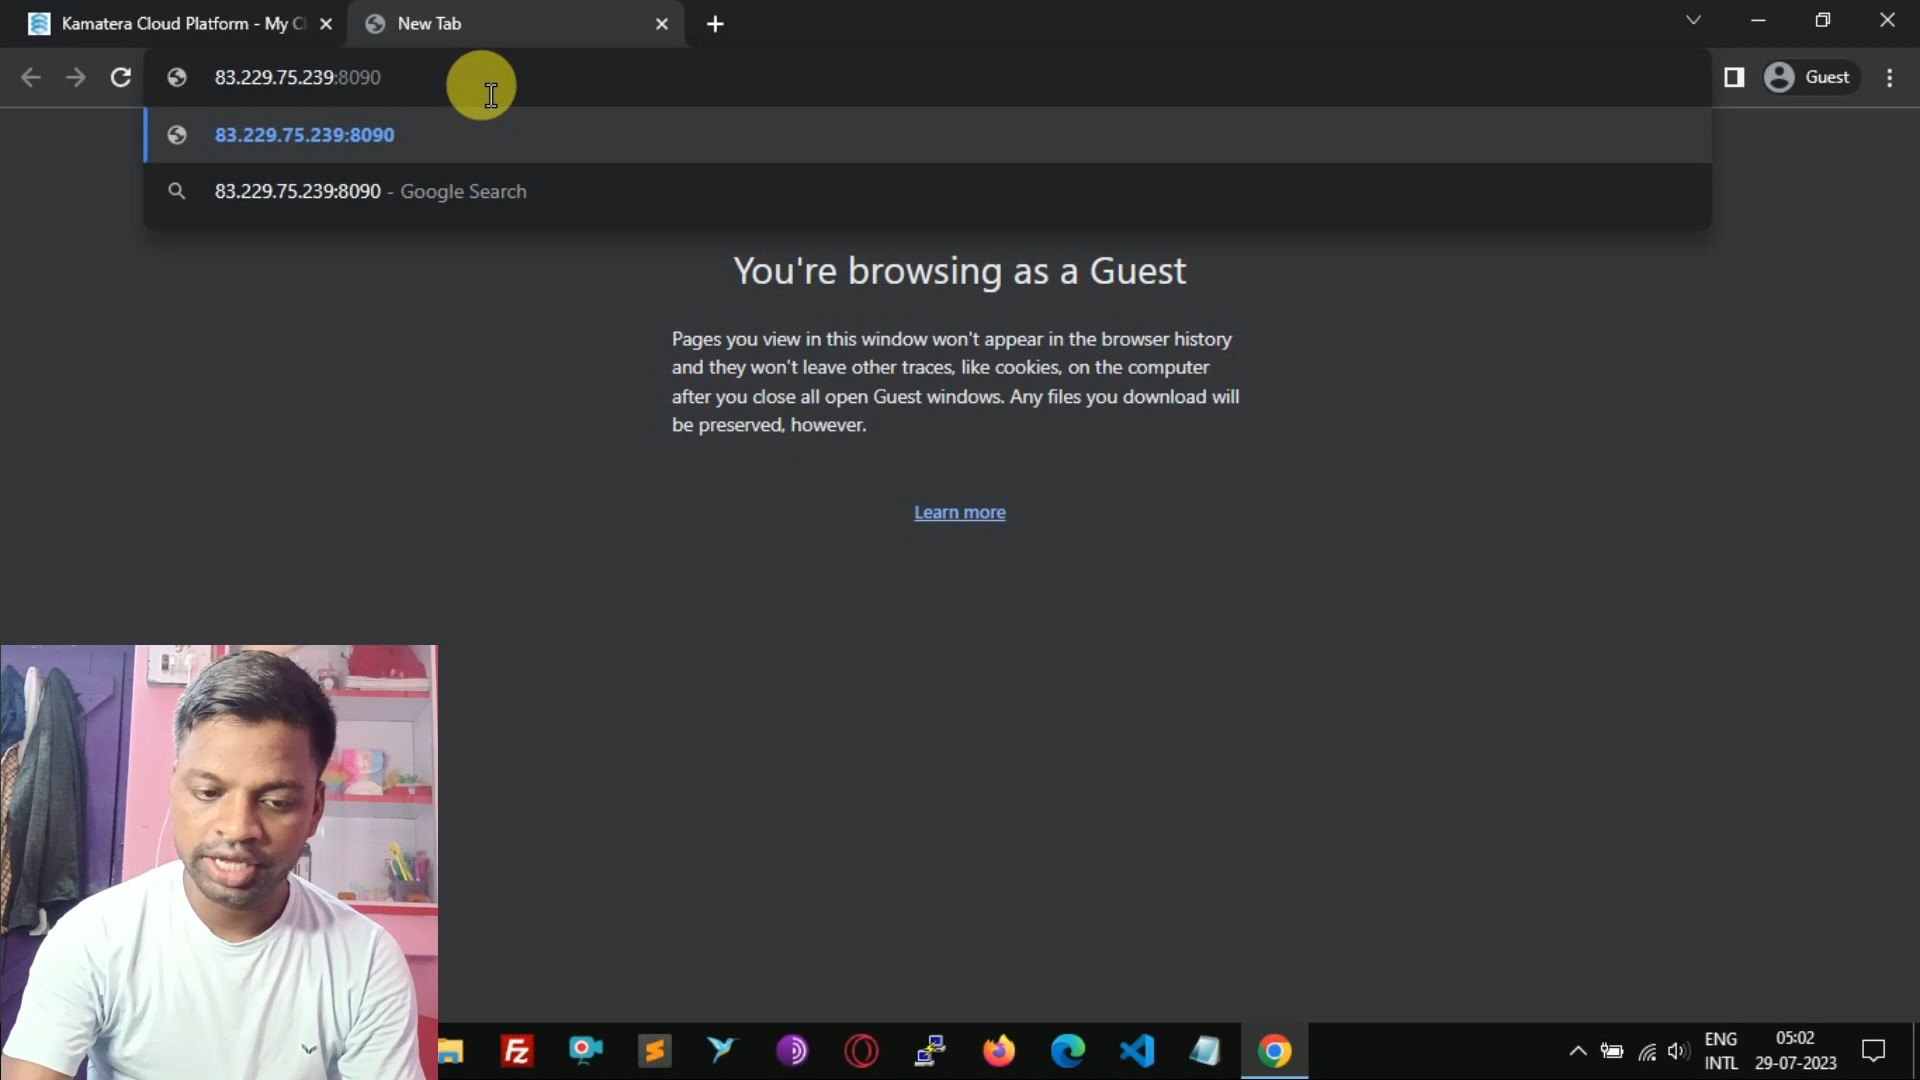 Kamatera Cloud Platform - My Cl
New Tab
83.229.75.239:8090
Guest
83.229.75.239:8090
83.229.75.239:8090 - Google Search
You're browsing as a Guest
Pages you view in this window won't appear in the browser history
and they won't leave other traces, like cookies, on the computer
after you close all open Guest windows. Any files you download will
be preserved, however.
Learn more
Fz
ENG
INTL
05:02
29-07-2023